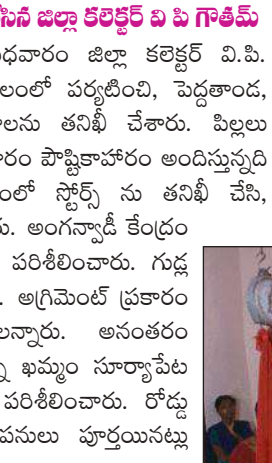 సిన జిల్లా కలెక్టర్ వి పి గౌతమ్
ధవారం జిల్లా కలెక్టర్ వి.పి.
లంలో పర్యటించి, పెద్దతాండ,
లను తనిఖీ చేశారు. పిల్లలు
రం పౌష్టికాహారం అందిస్తున్నది
ంలో స్టోర్స్ ను తనిఖీ చేసి,
రు. అంగన్వాడీ కేంద్రం
పరిశీలించారు. గుడ్ల
. అగ్రిమెంట్ ప్రకారం
లన్నారు. అనంతరం
్ని ఖమ్మం సూర్యాపేట
పరిశీలించారు. రోడ్డు
పనులు పూర్తయినట్లు